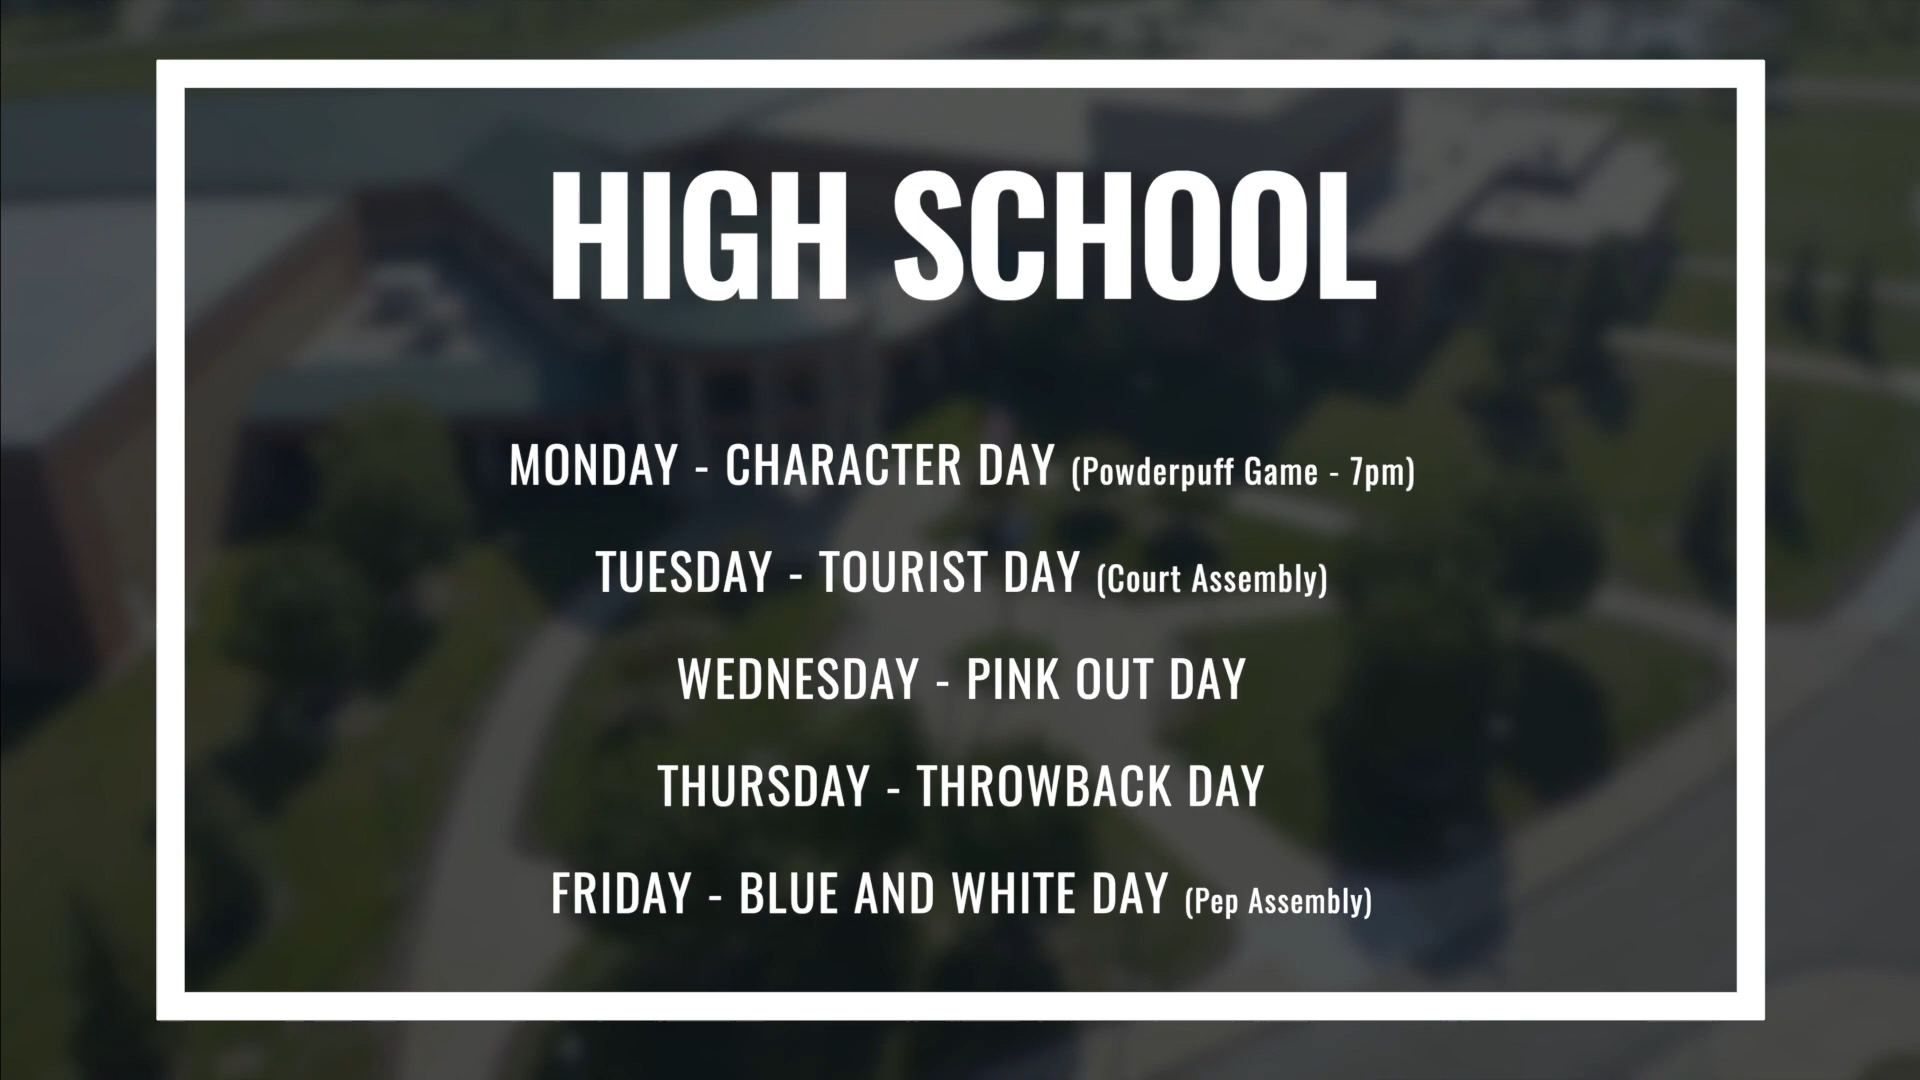 HIGH SCHOOL
MONDAY - CHARACTER DAY (Powderpuff Game - 7pm)
TUESDAY - TOURIST DAY (Court Assembly)
WEDNESDAY - PINK OUT DAY
THURSDAY - THROWBACK DAY
FRIDAY - BLUE AND WHITE DAY (Pep Assembly)